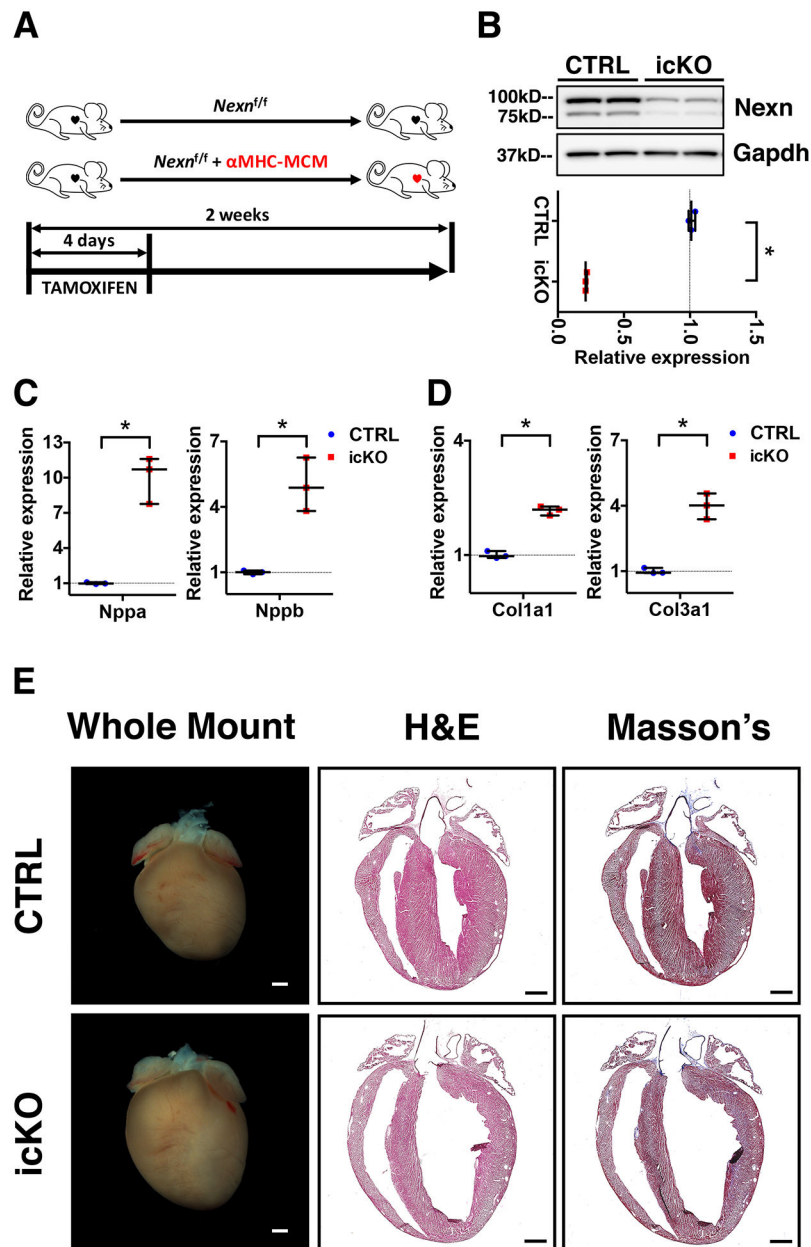 A
Nexn^f/f
Nexn^f/f + αMHC-MCM
2 weeks
4 days
TAMOXIFEN
B
CTRL icKO
100kD--
75kD--
Nexn
37kD--
Gapdh
CTRL
icKO
*
0.0 0.5 1.0 1.5
Relative expression
C
Relative expression
13
10
7
4
1
*
Nppa
Relative expression
7
4
1
*
Nppb
CTRL
icKO
D
Relative expression
4
1
*
Col1a1
Relative expression
7
4
1
*
Col3a1
CTRL
icKO
E
Whole Mount H&E Masson's
CTRL
icKO